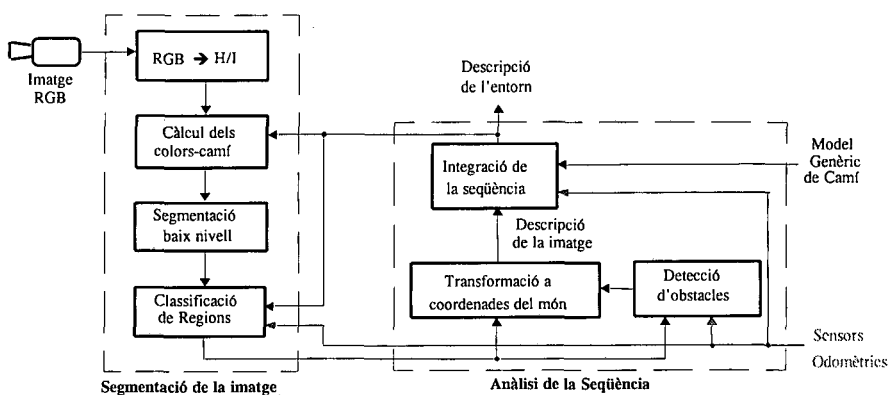 Imatge
RGB
RGB → H/I
Càlcul dels
colors-camí
Segmentació
baix nivell
Classificació
de Regions
Segmentació de la imatge
Descripció
de l'entorn
Integració de
la seqüència
Descripció
de la imatge
Transformació a
coordenades del món
Detecció
d'obstacles
Anàlisi de la Seqüència
Model
Genèric
de Camí
Sensors
Odomètrics